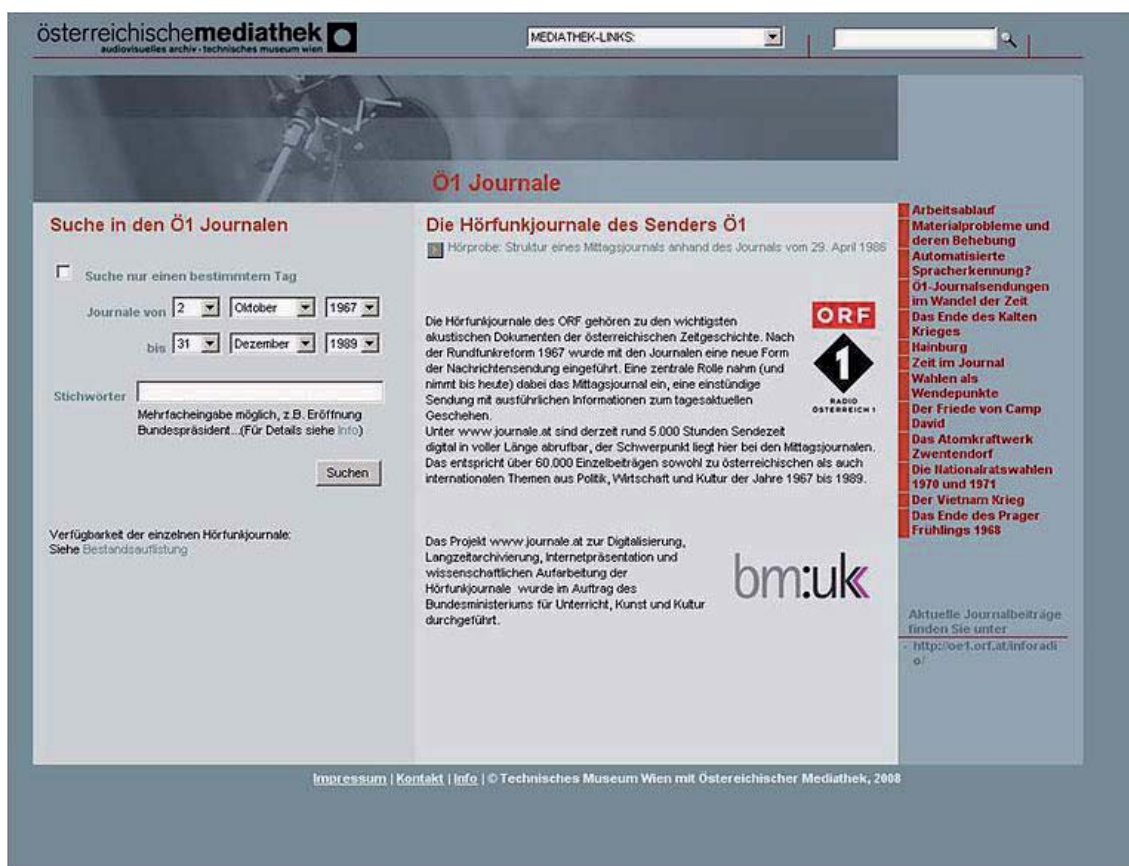 österreichischemediathek
audiovisuelles archiv · technisches museum wien
MEDIATHEK-LINKS:
Ö1 Journale
Suche in den Ö1 Journalen
Suche nur einen bestimmtem Tag
Journale von 2 Oktober 1967
bis 31 Dezember 1989
Stichwörter
Mehrfacheingabe möglich, z.B. Eröffnung
Bundespräsident...(Für Details siehe Info)
Suchen
Verfügbarkeit der einzelnen Hörfunkjournale:
Siehe Bestandsauflistung
Die Hörfunkjournale des Senders Ö1
Hörprobe: Struktur eines Mittagsjournals anhand des Journals vom 29. April 1986
Die Hörfunkjournale des ORF gehören zu den wichtigsten
akustischen Dokumenten der österreichischen Zeitgeschichte. Nach
der Rundfunkreform 1967 wurde mit den Journalen eine neue Form
der Nachrichtensendung eingeführt. Eine zentrale Rolle nahm (und
nimmt bis heute) dabei das Mittagsjournal ein, eine einstündige
Sendung mit ausführlichen Informationen zum tagesaktuellen
Geschehen.
Unter www.journale.at sind derzeit rund 5.000 Stunden Sendezeit
digital in voller Länge abrufbar, der Schwerpunkt liegt hier bei den Mittagsjournalen.
Das entspricht über 60.000 Einzelbeiträgen sowohl zu österreichischen als auch
internationalen Themen aus Politik, Wirtschaft und Kultur der Jahre 1967 bis 1989.
ORF
1
RADIO
ÖSTERREICH 1
Das Projekt www.journale.at zur Digitalisierung,
Langzeitarchivierung, Internetpräsentation und
wissenschaftlichen Aufarbeitung der
Hörfunkjournale wurde im Auftrag des
Bundesministeriums für Unterricht, Kunst und Kultur
durchgeführt.
bm:uk
Arbeitsablauf
Materialprobleme und
deren Behebung
Automatisierte
Spracherkennung?
Ö1-Journalsendungen
im Wandel der Zeit
Das Ende des Kalten
Krieges
Hainburg
Zeit im Journal
Wahlen als
Wendepunkte
Der Friede von Camp
David
Das Atomkraftwerk
Zwentendorf
Die Nationalratswahlen
1970 und 1971
Der Vietnam Krieg
Das Ende des Prager
Frühlings 1968
Aktuelle Journalbeiträge
finden Sie unter
- http://oe1.orf.at/inforadi
o/
Impressum | Kontakt | Info | © Technisches Museum Wien mit Östereichischer Mediathek, 2008